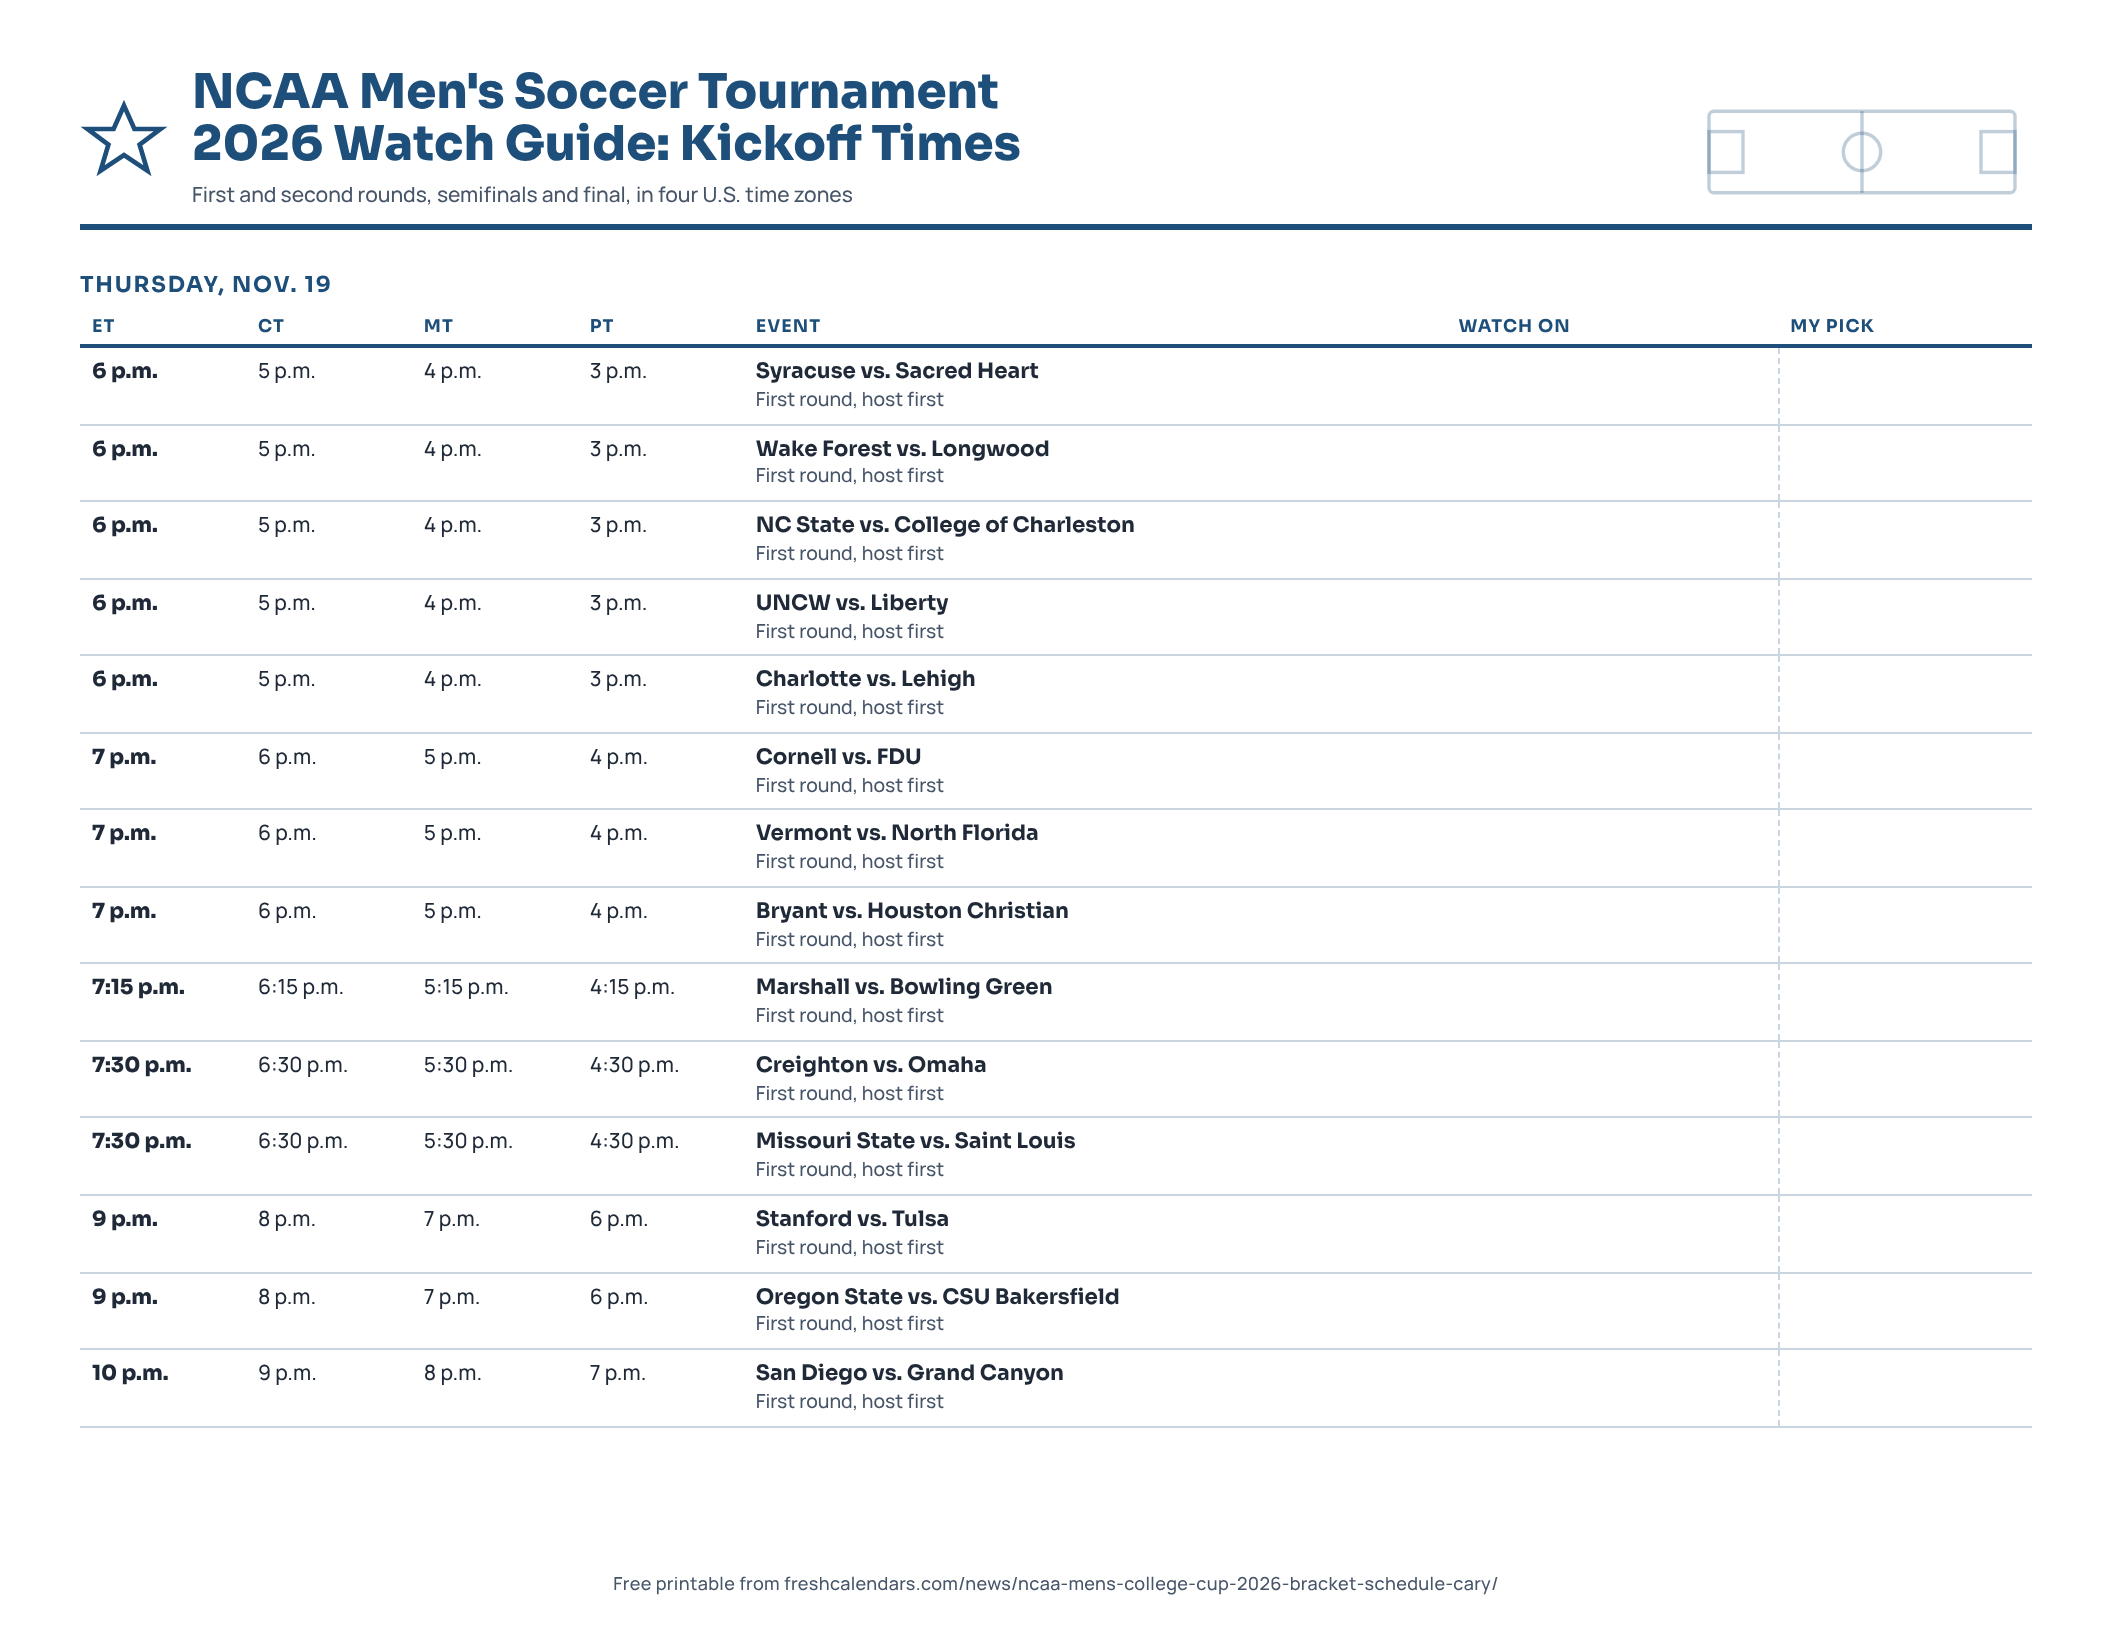 NCAA Men's Soccer Tournament
2026 Watch Guide: Kickoff Times
First and second rounds, semifinals and final, in four U.S. time zones
THURSDAY, NOV. 19
ET CT MT PT EVENT WATCH ON MY PICK
6 p.m. 5 p.m. 4 p.m. 3 p.m. Syracuse vs. Sacred Heart
First round, host first
6 p.m. 5 p.m. 4 p.m. 3 p.m. Wake Forest vs. Longwood
First round, host first
6 p.m. 5 p.m. 4 p.m. 3 p.m. NC State vs. College of Charleston
First round, host first
6 p.m. 5 p.m. 4 p.m. 3 p.m. UNCW vs. Liberty
First round, host first
6 p.m. 5 p.m. 4 p.m. 3 p.m. Charlotte vs. Lehigh
First round, host first
7 p.m. 6 p.m. 5 p.m. 4 p.m. Cornell vs. FDU
First round, host first
7 p.m. 6 p.m. 5 p.m. 4 p.m. Vermont vs. North Florida
First round, host first
7 p.m. 6 p.m. 5 p.m. 4 p.m. Bryant vs. Houston Christian
First round, host first
7:15 p.m. 6:15 p.m. 5:15 p.m. 4:15 p.m. Marshall vs. Bowling Green
First round, host first
7:30 p.m. 6:30 p.m. 5:30 p.m. 4:30 p.m. Creighton vs. Omaha
First round, host first
7:30 p.m. 6:30 p.m. 5:30 p.m. 4:30 p.m. Missouri State vs. Saint Louis
First round, host first
9 p.m. 8 p.m. 7 p.m. 6 p.m. Stanford vs. Tulsa
First round, host first
9 p.m. 8 p.m. 7 p.m. 6 p.m. Oregon State vs. CSU Bakersfield
First round, host first
10 p.m. 9 p.m. 8 p.m. 7 p.m. San Diego vs. Grand Canyon
First round, host first
Free printable from freshcalendars.com/news/ncaa-mens-college-cup-2026-bracket-schedule-cary/